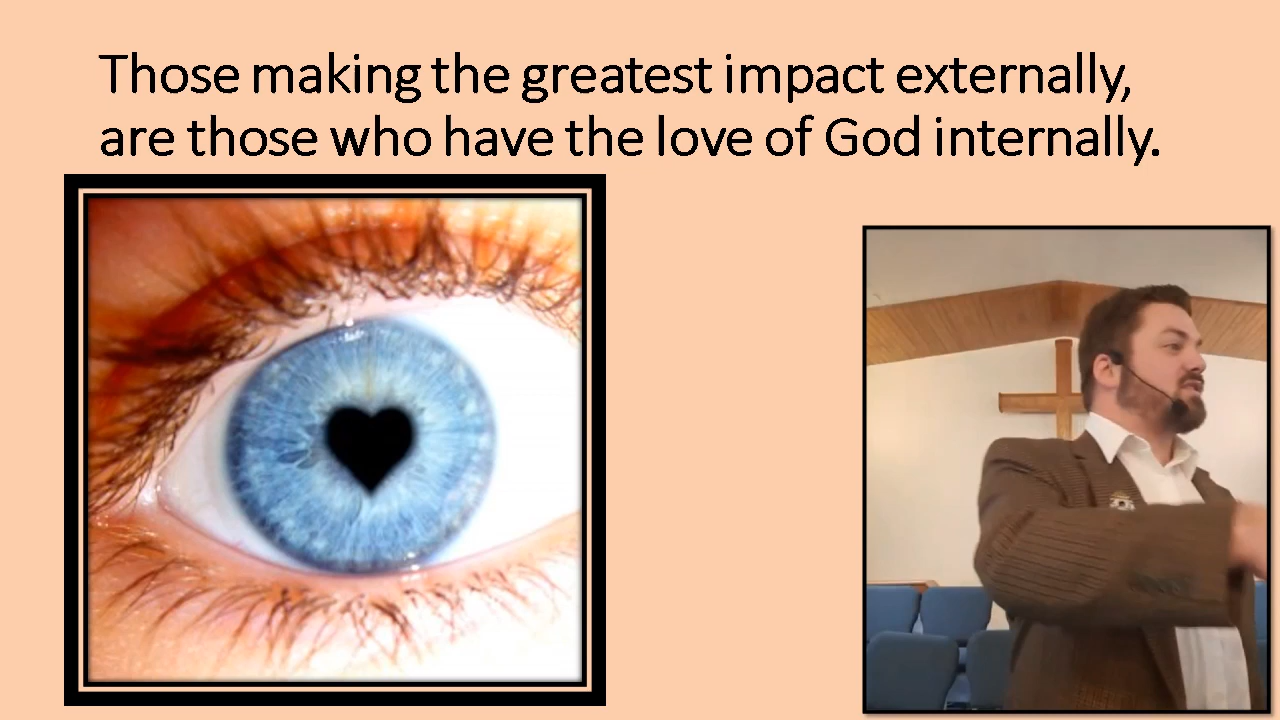 Those making the greatest impact externally,
are those who have the love of God internally.